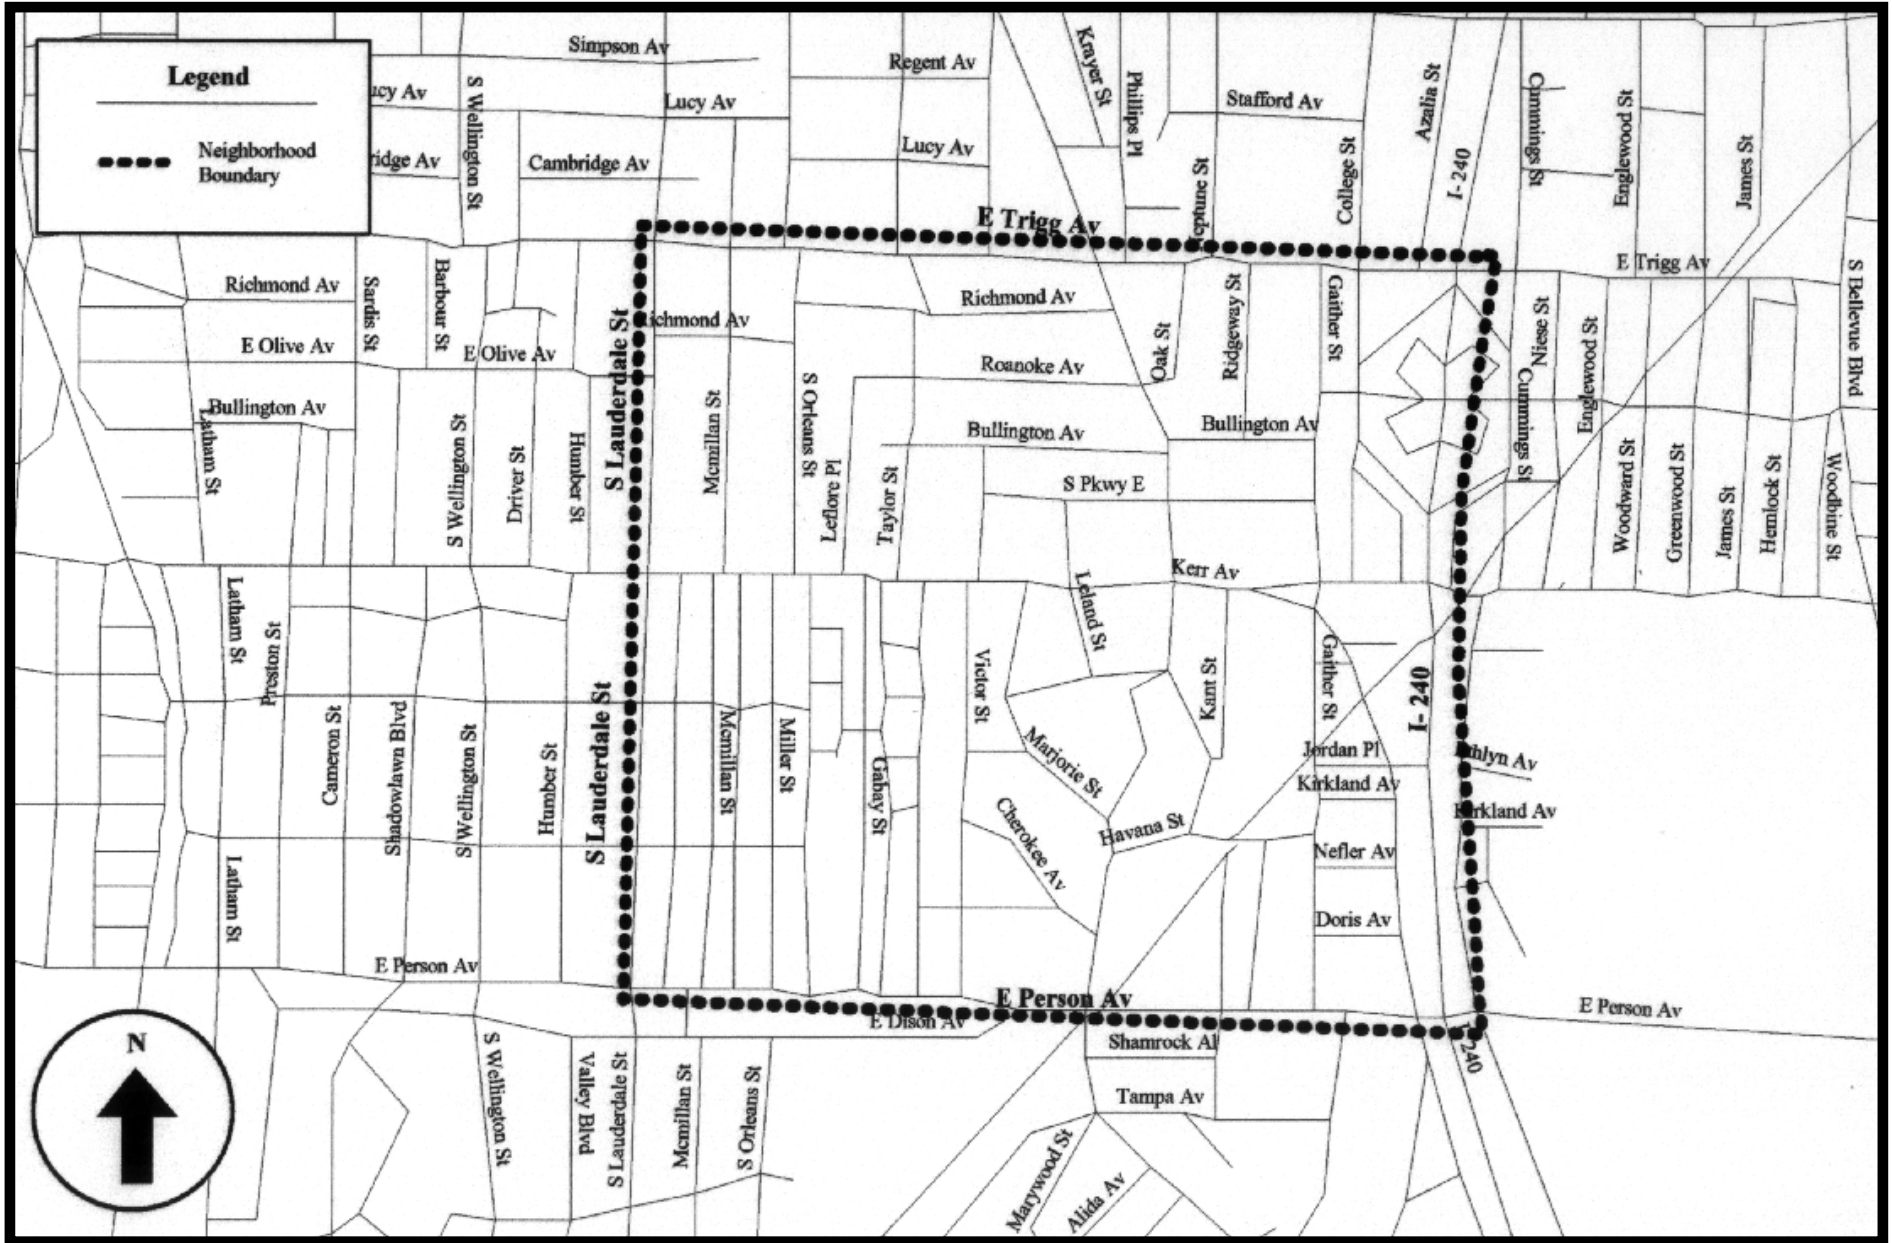 Simpson Av
Regent Av
Krayer St
Phillips Pl
Stafford Av
Azalia St
I-240
Cummings St
Englewood St
James St
Legend
Neighborhood
Boundary
ucy Av
S Wellington St
Lucy Av
Lucy Av
ridge Av
Cambridge Av
Neptune St
College St
E Trigg Av
E Trigg Av
S Bellevue Blvd
Richmond Av
Sardis St
Barbour St
S Lauderdale St
Richmond Av
Richmond Av
Oak St
Ridgeway St
Gaither St
Niese St
Englewood St
E Olive Av
E Olive Av
Roanoke Av
Cummings St
Bullington Av
Latham St
S Wellington St
Driver St
Humber St
Mcmillan St
S Orleans St
Leflore Pl
Taylor St
Bullington Av
Bullington Av
S Pkwy E
Woodward St
Greenwood St
James St
Hemlock St
Woodbine St
Kerr Av
Latham St
Preston St
Leland St
Victor St
Kant St
Gaither St
I-240
Cameron St
Shadowlawn Blvd
S Wellington St
Humber St
S Lauderdale St
Mcmillan St
Miller St
Gabay St
Marjorie St
Jordan Pl
Kirkland Av
Kirkland Av
Cherokee Av
Havana St
Nefler Av
Latham St
Doris Av
E Person Av
E Person Av
E Person Av
E Dison Av
N
Shamrock Al
I-240
S Wellington St
Valley Blvd
S Lauderdale St
Mcmillan St
S Orleans St
Tampa Av
Marywood St
Alida Av